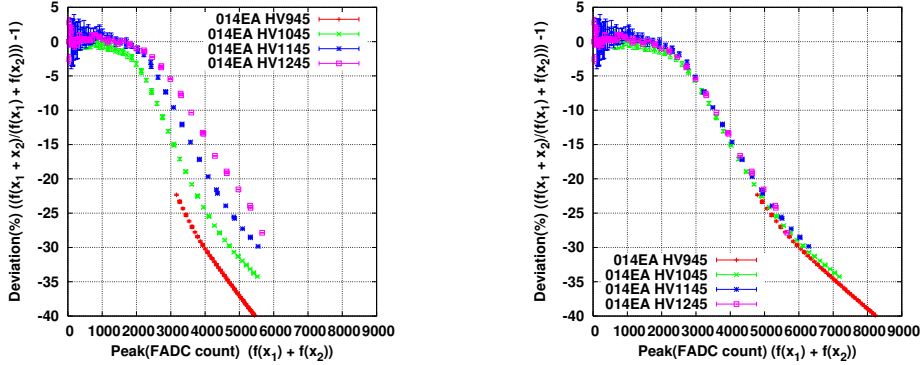 014EA HV945
014EA HV1045
014EA HV1145
014EA HV1245
5
0
-5
-10
-15
-20
-25
-30
-35
-40
0 1000 2000 3000 4000 5000 6000 7000 8000 9000
Deviation(%) ((f(x1 + x2)/(f(x1) + f(x2))) -1)
Peak(FADC count) (f(x1) + f(x2))
5
0
-5
-10
-15
-20
-25
-30
-35
-40
014EA HV945
014EA HV1045
014EA HV1145
014EA HV1245
0 1000 2000 3000 4000 5000 6000 7000 8000 9000
Deviation(%) ((f(x1 + x2)/(f(x1) + f(x2))) -1)
Peak(FADC count) (f(x1) + f(x2))